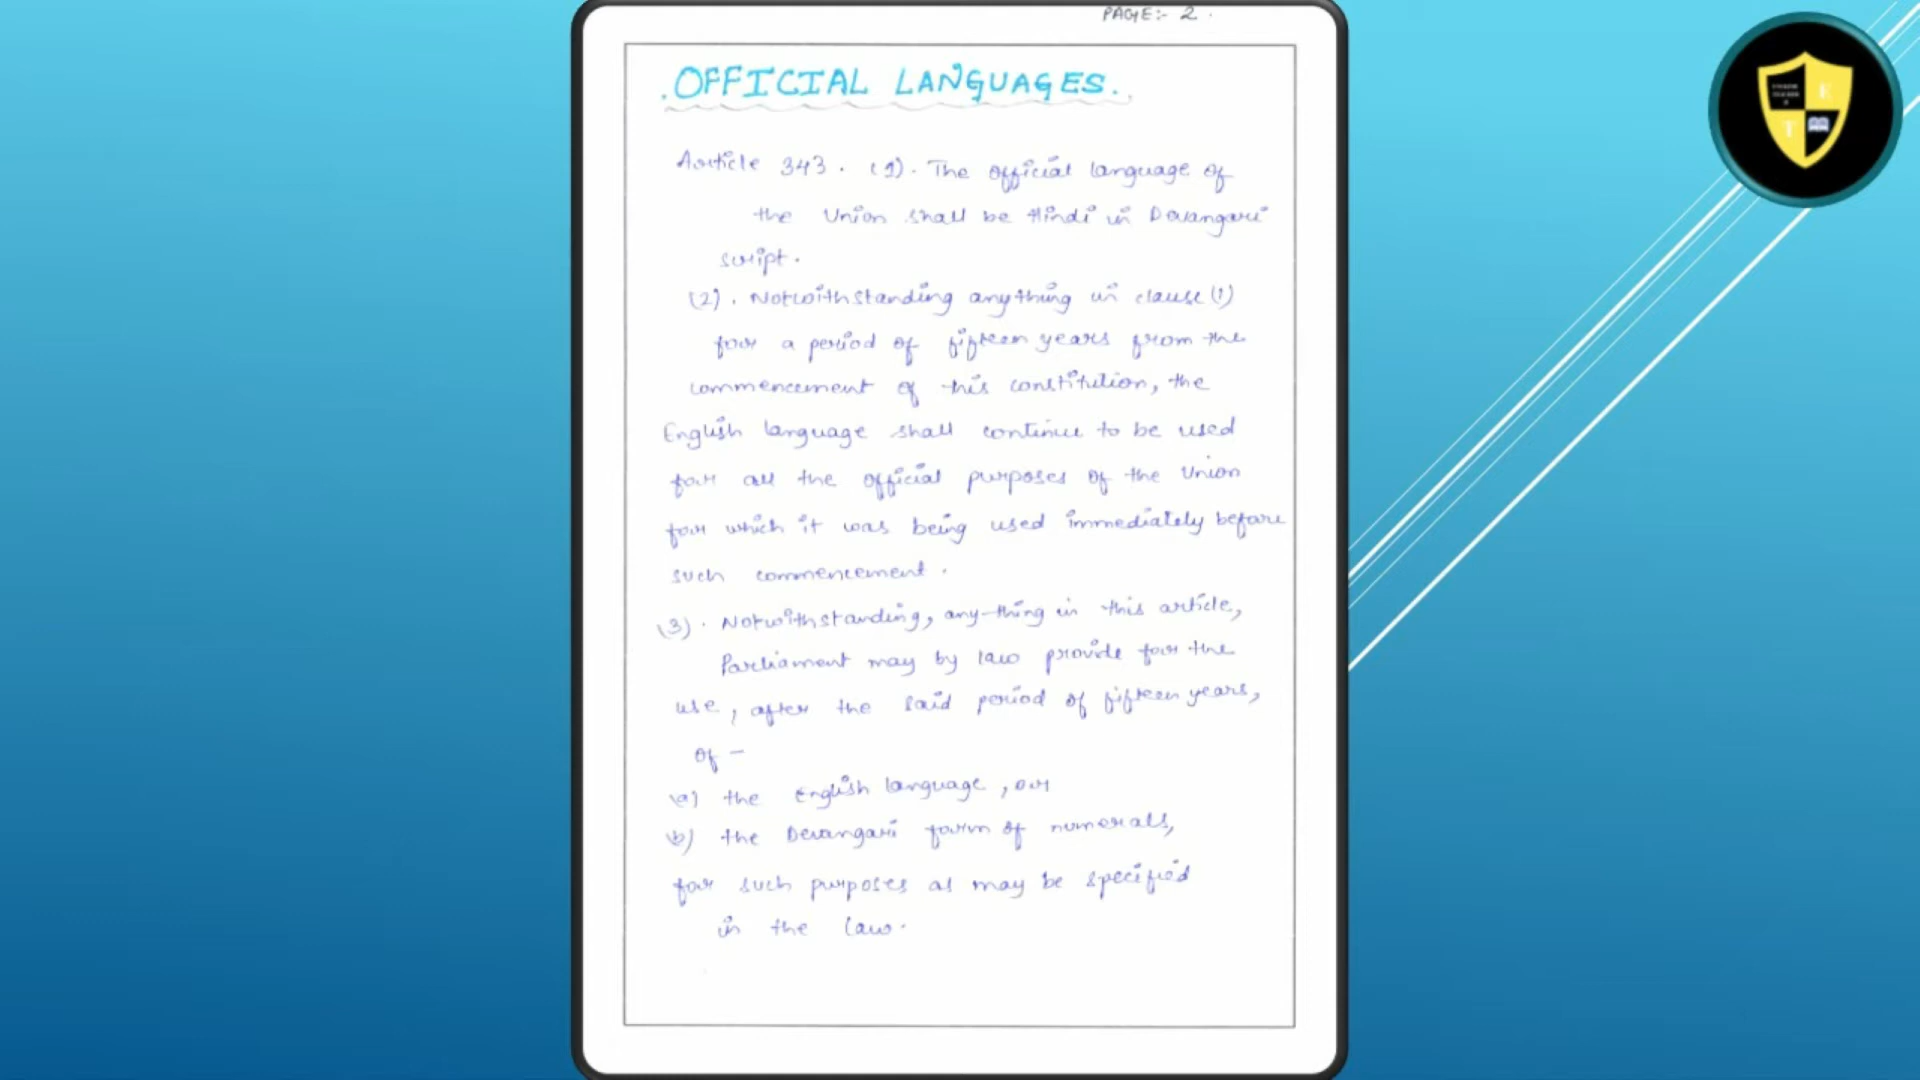 PAGE:- 2.
OFFICIAL LANGUAGES.
Article 343. (1). The official language of
the Union shall be Hindi in Devangari
script.
(2). Notwithstanding anything in clause (1)
for a period of fifteen years from the
commencement of this constitution, the
English language shall continue to be used
for all the official purposes of the Union
for which it was being used immediately before
such commencement.
(3). Notwithstanding, any-thing in this article,
Parliament may by law provide for the
use, after the said period of fifteen years,
of -
(a) the English language, or
(b) the Devangari form of numerals,
for such purposes as may be specified
in the law.
E
T